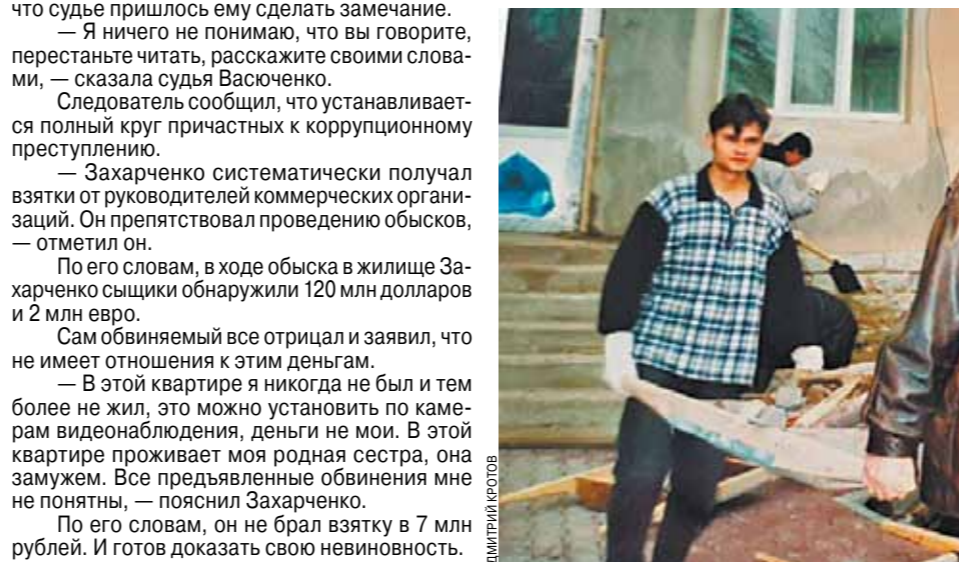 что судье пришлось ему сделать замечание.
— Я ничего не понимаю, что вы говорите,
перестаньте читать, расскажите своими слова-
ми, — сказала судья Васюченко.
Следователь сообщил, что устанавливает-
ся полный круг причастных к коррупционному
преступлению.
— Захарченко систематически получал
взятки от руководителей коммерческих органи-
заций. Он препятствовал проведению обысков,
— отметил он.
По его словам, в ходе обыска в жилище За-
харченко сыщики обнаружили 120 млн долларов
и 2 млн евро.
Сам обвиняемый все отрицал и заявил, что
не имеет отношения к этим деньгам.
— В этой квартире я никогда не был и тем
более не жил, это можно установить по каме-
рам видеонаблюдения, деньги не мои. В этой
квартире проживает моя родная сестра, она
замужем. Все предъявленные обвинения мне
не понятны, — пояснил Захарченко.
По его словам, он не брал взятку в 7 млн
рублей. И готов доказать свою невиновность.
ДМИТРИЙ КРОТОВ